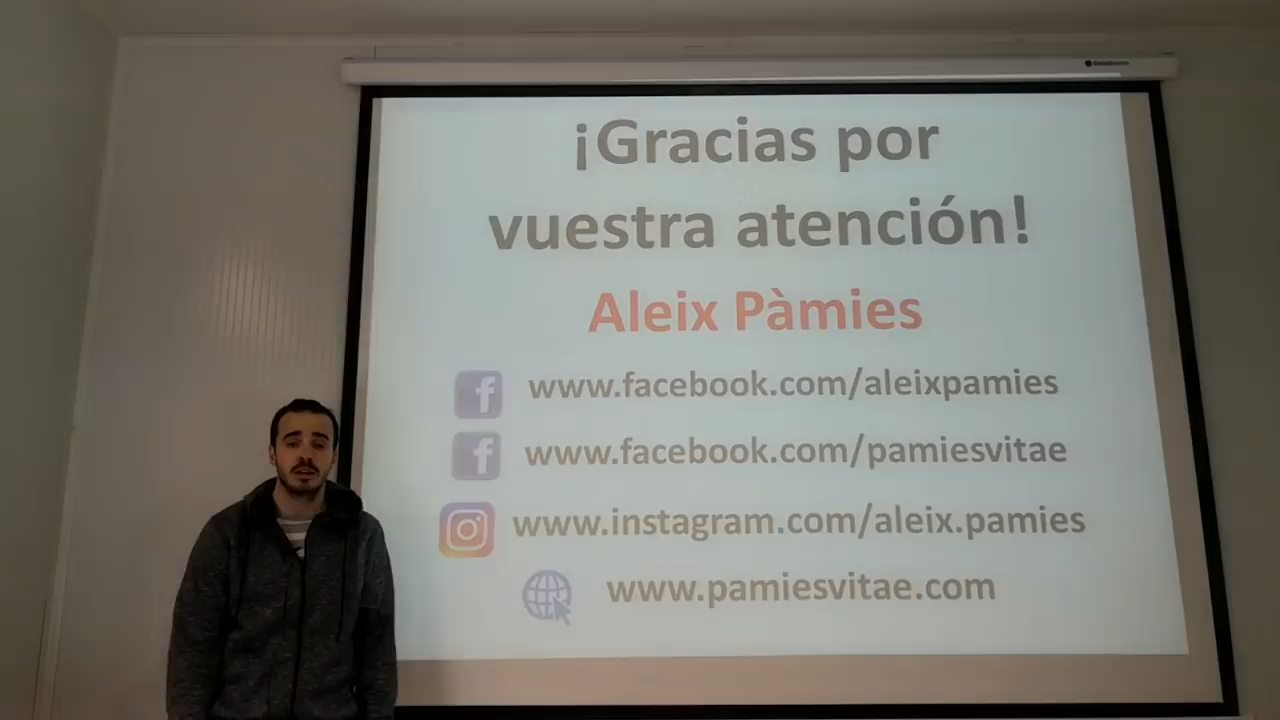 ¡Gracias por
vuestra atención!
Aleix Pàmies
www.facebook.com/aleixpamies
www.facebook.com/pamiesvitae
www.instagram.com/aleix.pamies
www.pamiesvitae.com